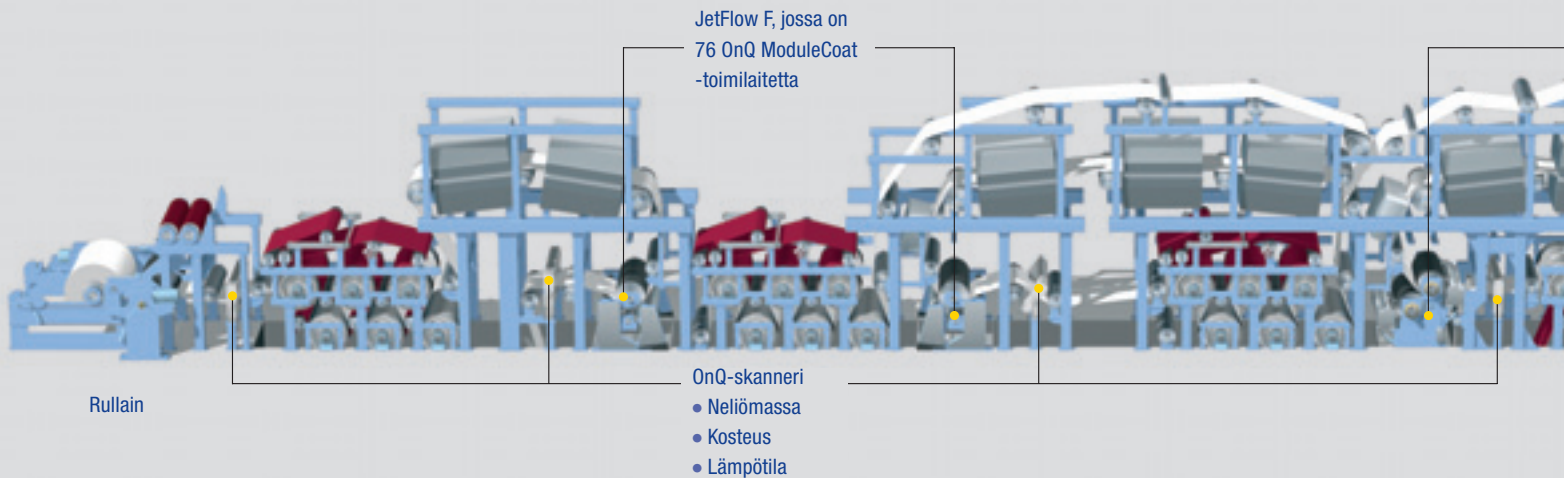 JetFlow F, jossa on
76 OnQ ModuleCoat
-toimilaitetta
Rullain
OnQ-skanneri
• Neliömassa
• Kosteus
• Lämpötila